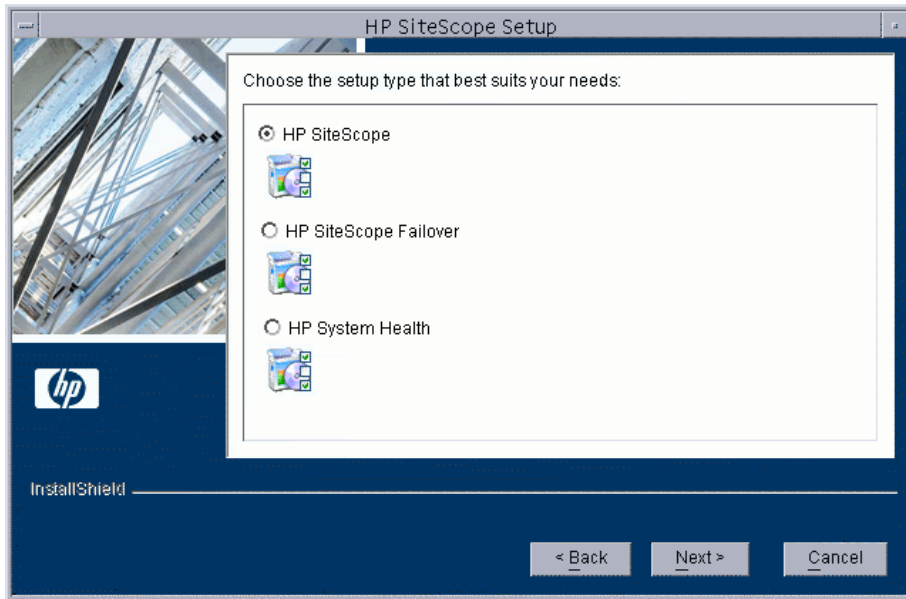 HP SiteScope Setup
Choose the setup type that best suits your needs:
HP SiteScope
HP SiteScope Failover
HP System Health
hp
InstallShield
< Back
Next >
Cancel